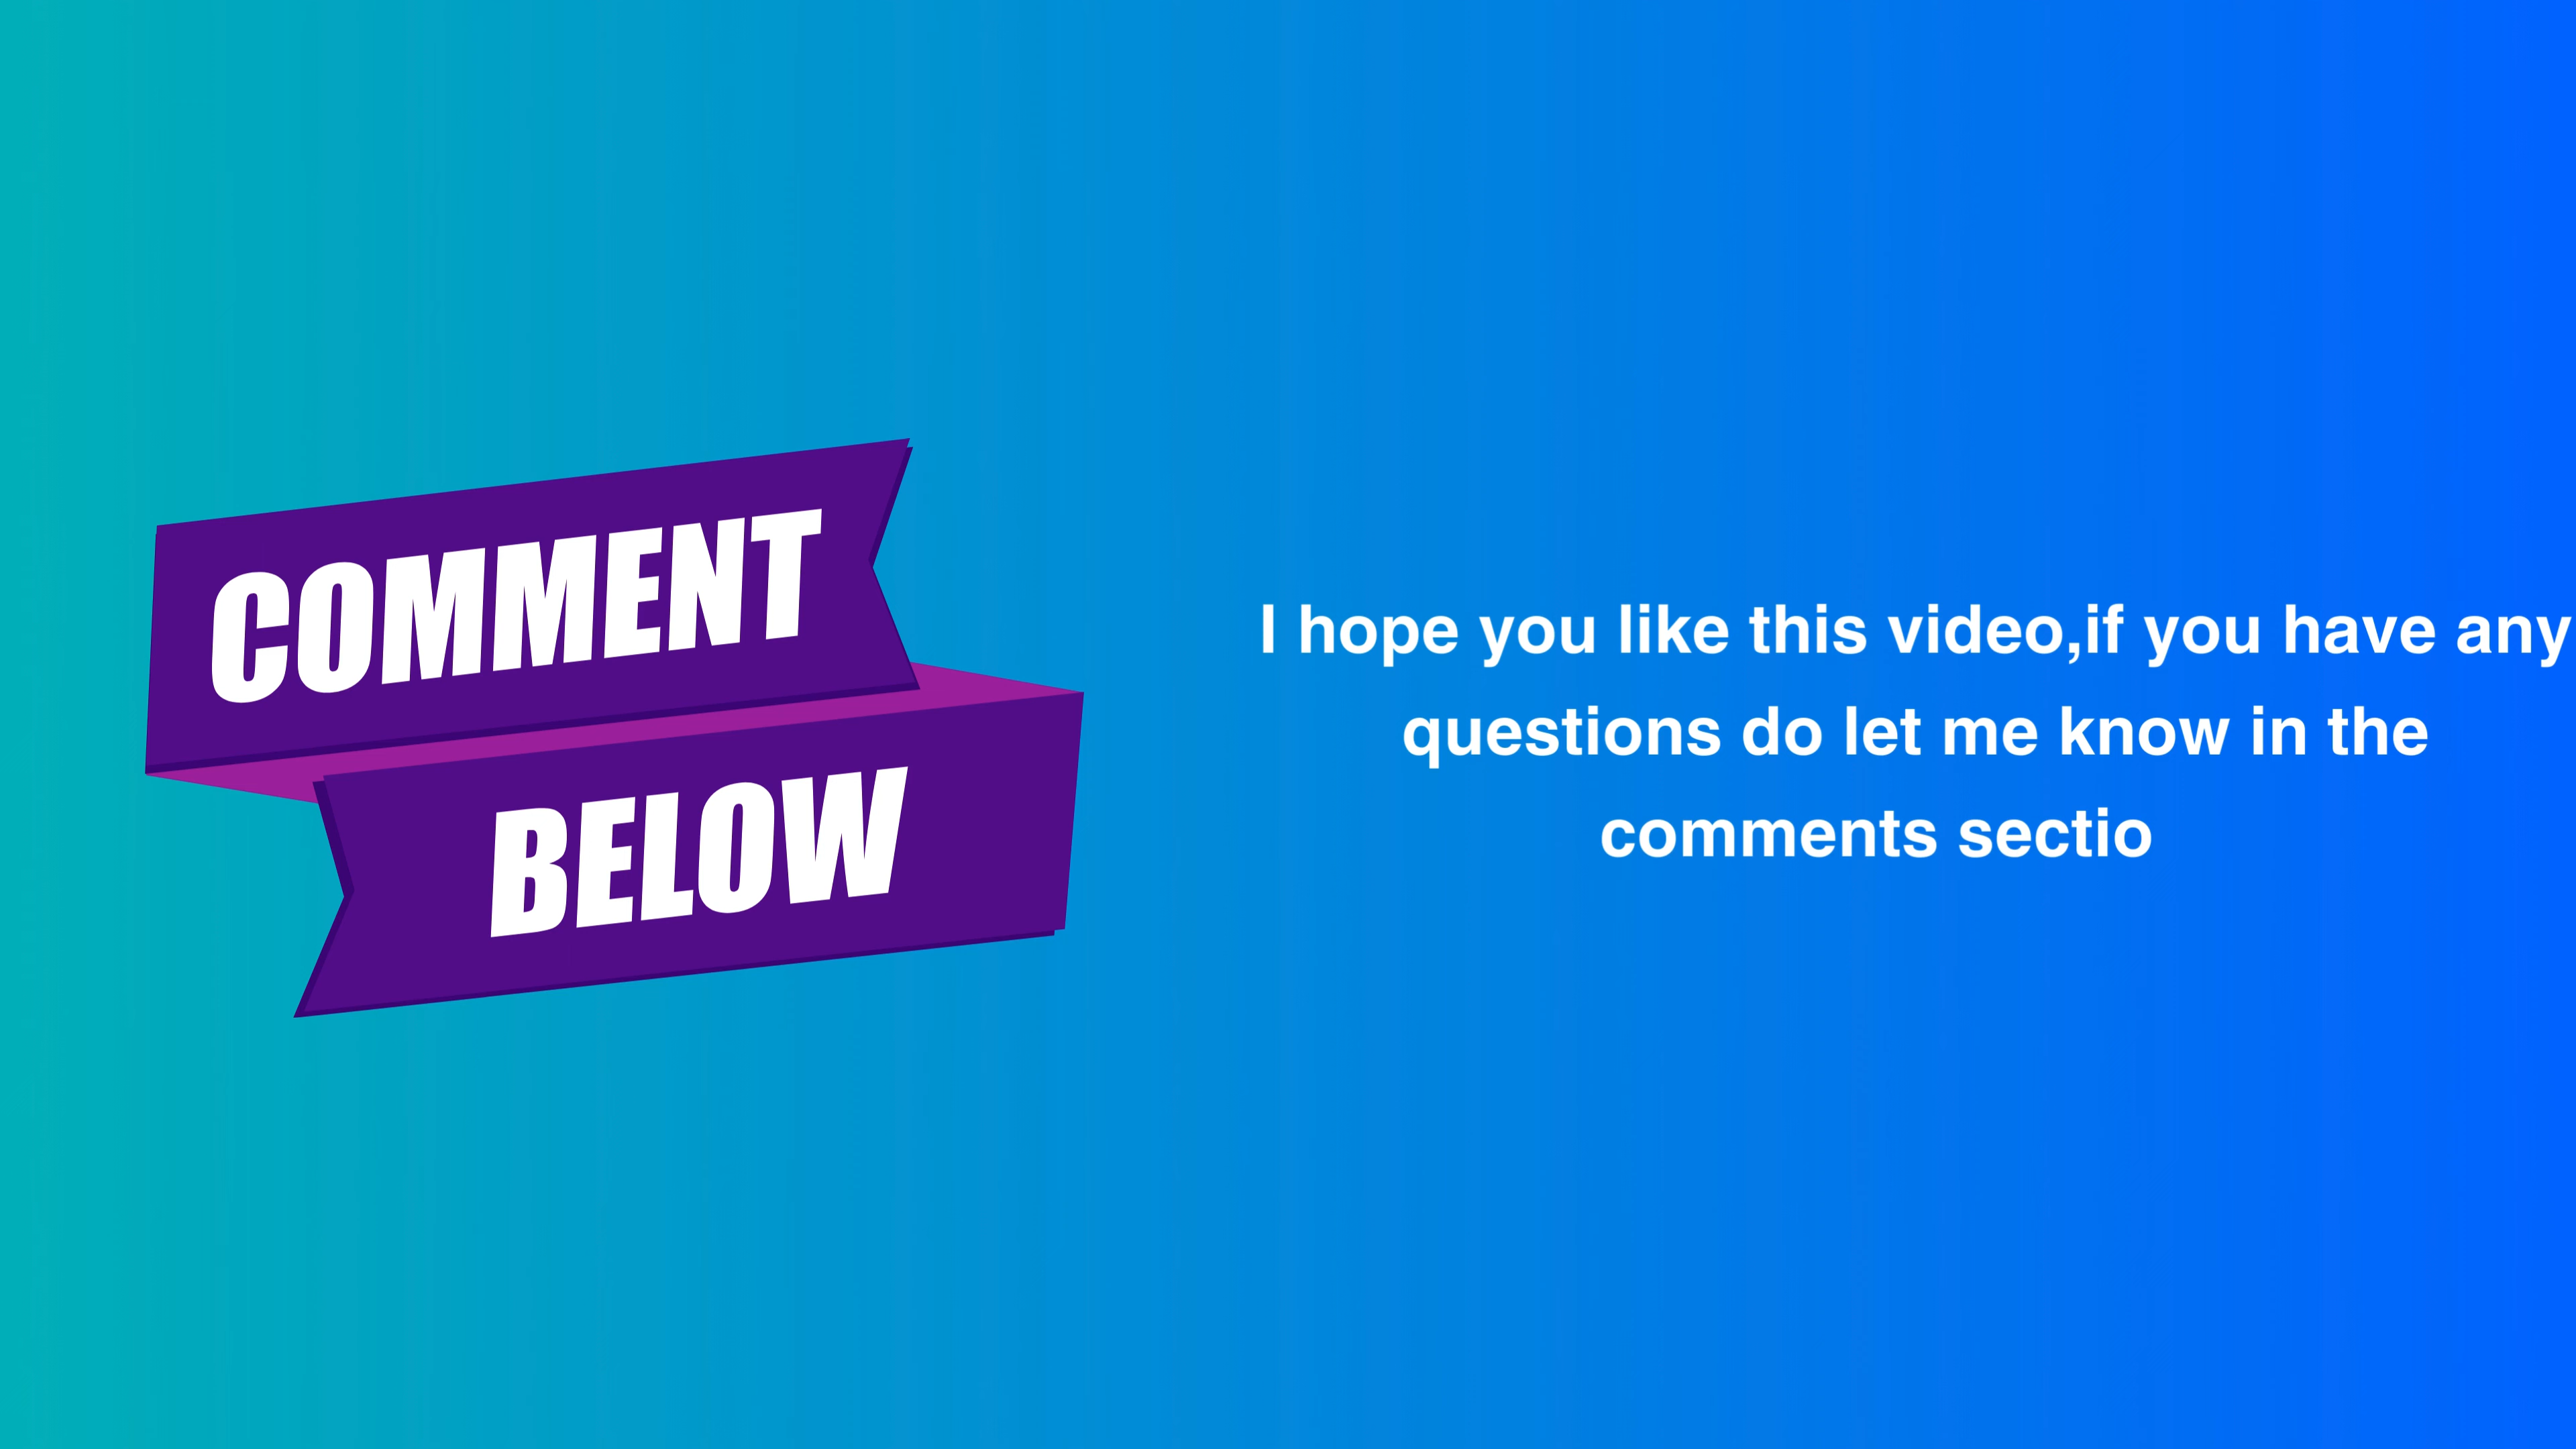 COMMENT
BELOW
I hope you like this video,if you have any
questions do let me know in the
comments sectio